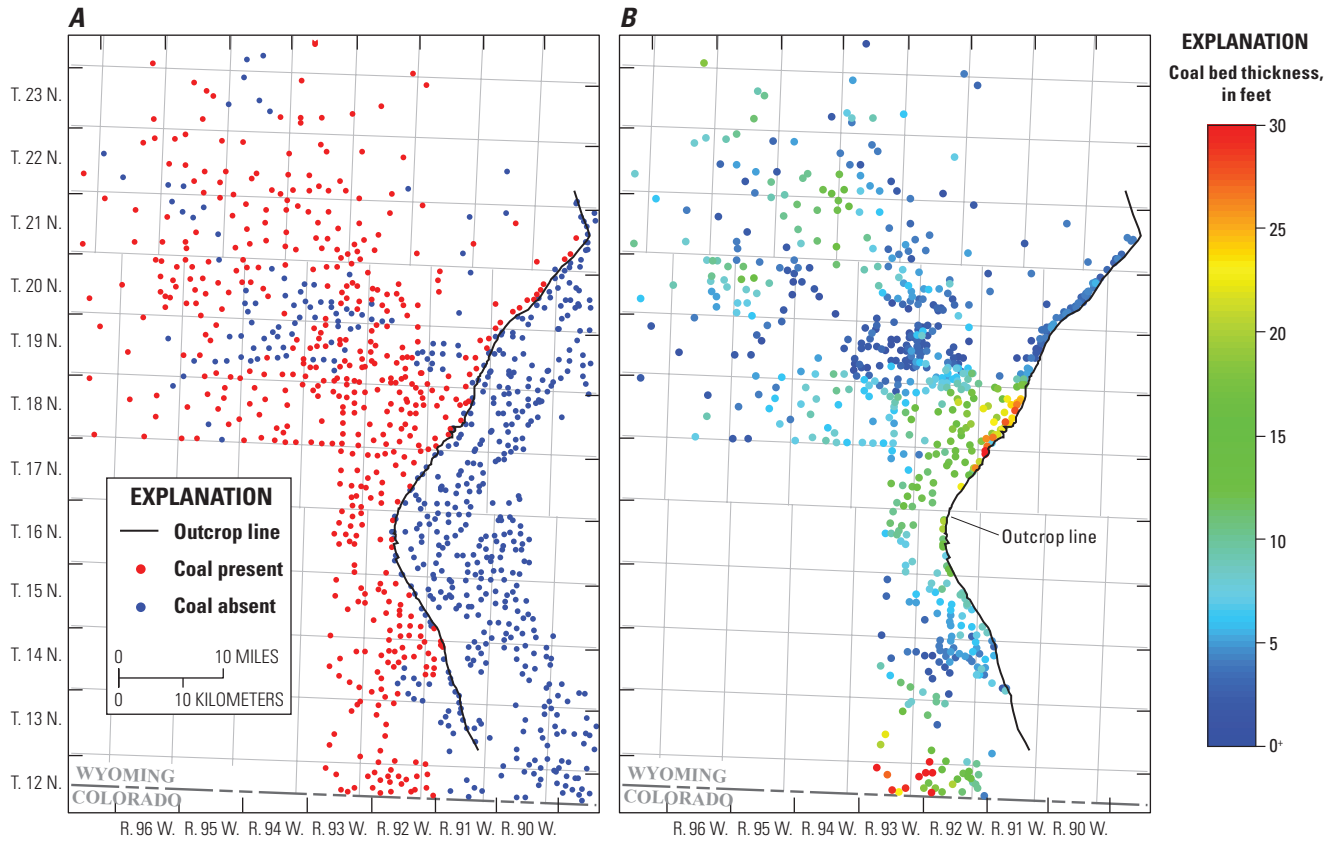 A
T. 23 N.
T. 22 N.
T. 21 N.
T. 20 N.
T. 19 N.
T. 18 N.
T. 17 N.
T. 16 N.
T. 15 N.
T. 14 N.
T. 13 N.
T. 12 N.
EXPLANATION
Outcrop line
Coal present
Coal absent
0 10 MILES
0 10 KILOMETERS
WYOMING
COLORADO
R. 96 W. R. 95 W. R. 94 W. R. 93 W. R. 92 W. R. 91 W. R. 90 W.
B
Outcrop line
WYOMING
COLORADO
R. 96 W. R. 95 W. R. 94 W. R. 93 W. R. 92 W. R. 91 W. R. 90 W.
EXPLANATION
Coal bed thickness,
in feet
30
25
20
15
10
5
0+